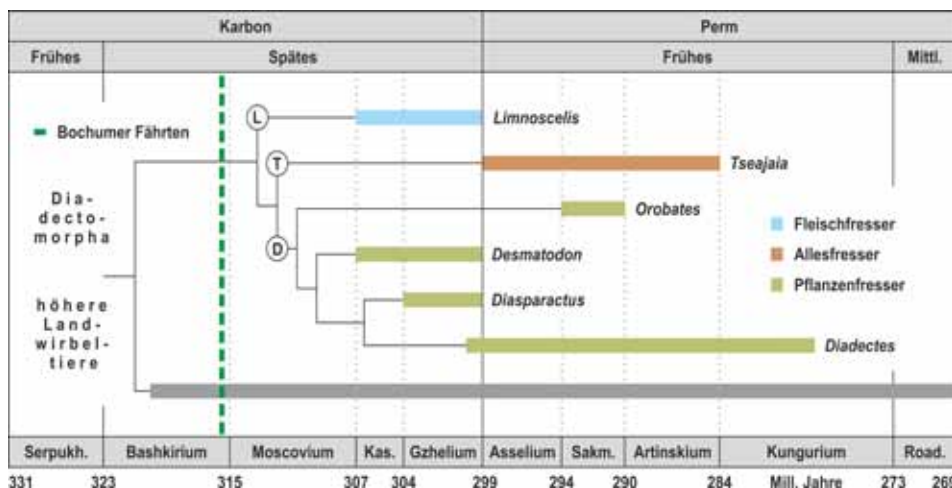 Karbon Perm
Frühes Spätes Frühes Mittl.
L Limnoscelis
Bochumer Fährten
T Tseajaia
Dia-
decto-
morpha
Orobates
Fleischfresser
D Desmatodon
Allesfresser
Pflanzenfresser
höhere
Land-
wirbel-
tiere
Diasparactus
Diadectes
Serpukh. Bashkirium Moscovium Kas. Gzhelium Asselium Sakm. Artinskium Kungurium Road.
331 323 315 307 304 299 294 290 284 Mill. Jahre 273 269